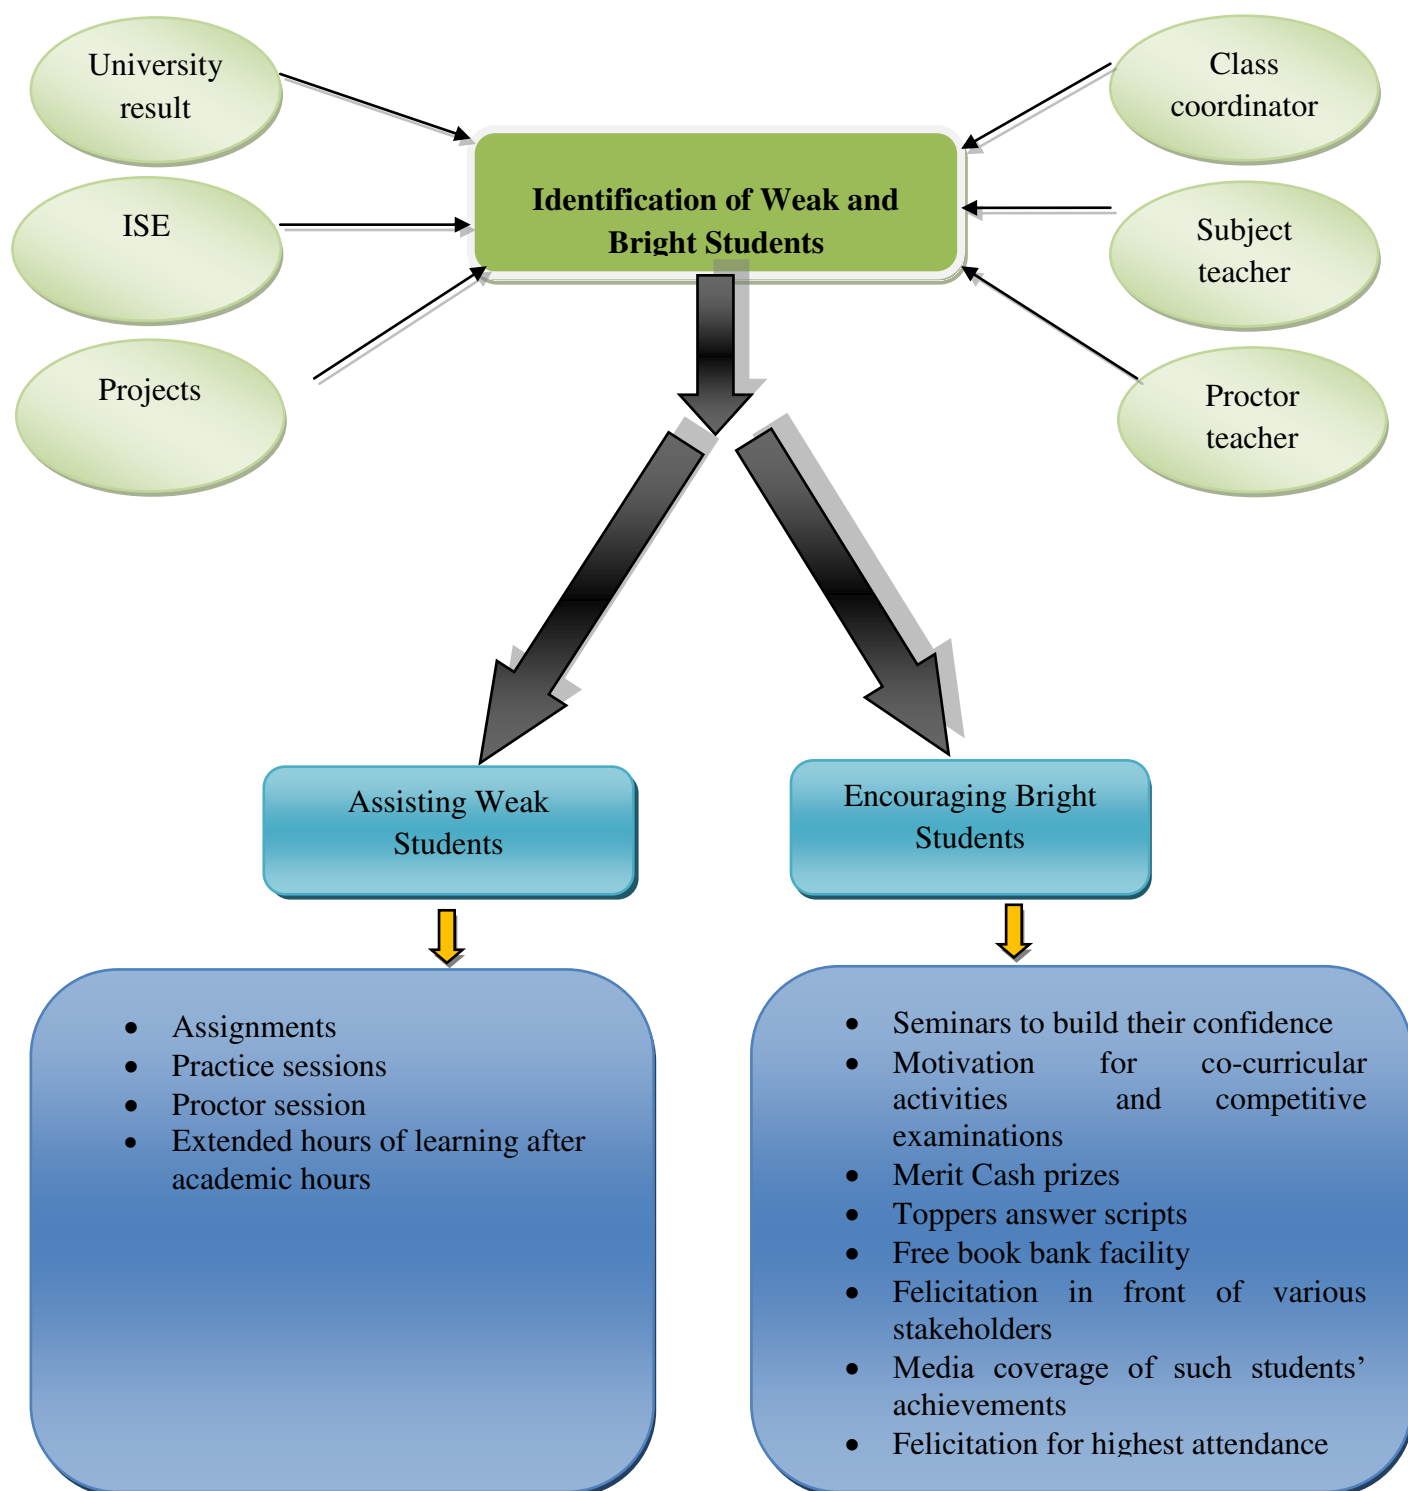 University
result
Class
coordinator
Identification of Weak and
Bright Students
ISE
Subject
teacher
Projects
Proctor
teacher
Assisting Weak
Students
Encouraging Bright
Students
• Assignments
• Practice sessions
• Proctor session
• Extended hours of learning after
academic hours
• Seminars to build their confidence
• Motivation for co-curricular
activities and competitive
examinations
• Merit Cash prizes
• Toppers answer scripts
• Free book bank facility
• Felicitation in front of various
stakeholders
• Media coverage of such students’
achievements
• Felicitation for highest attendance